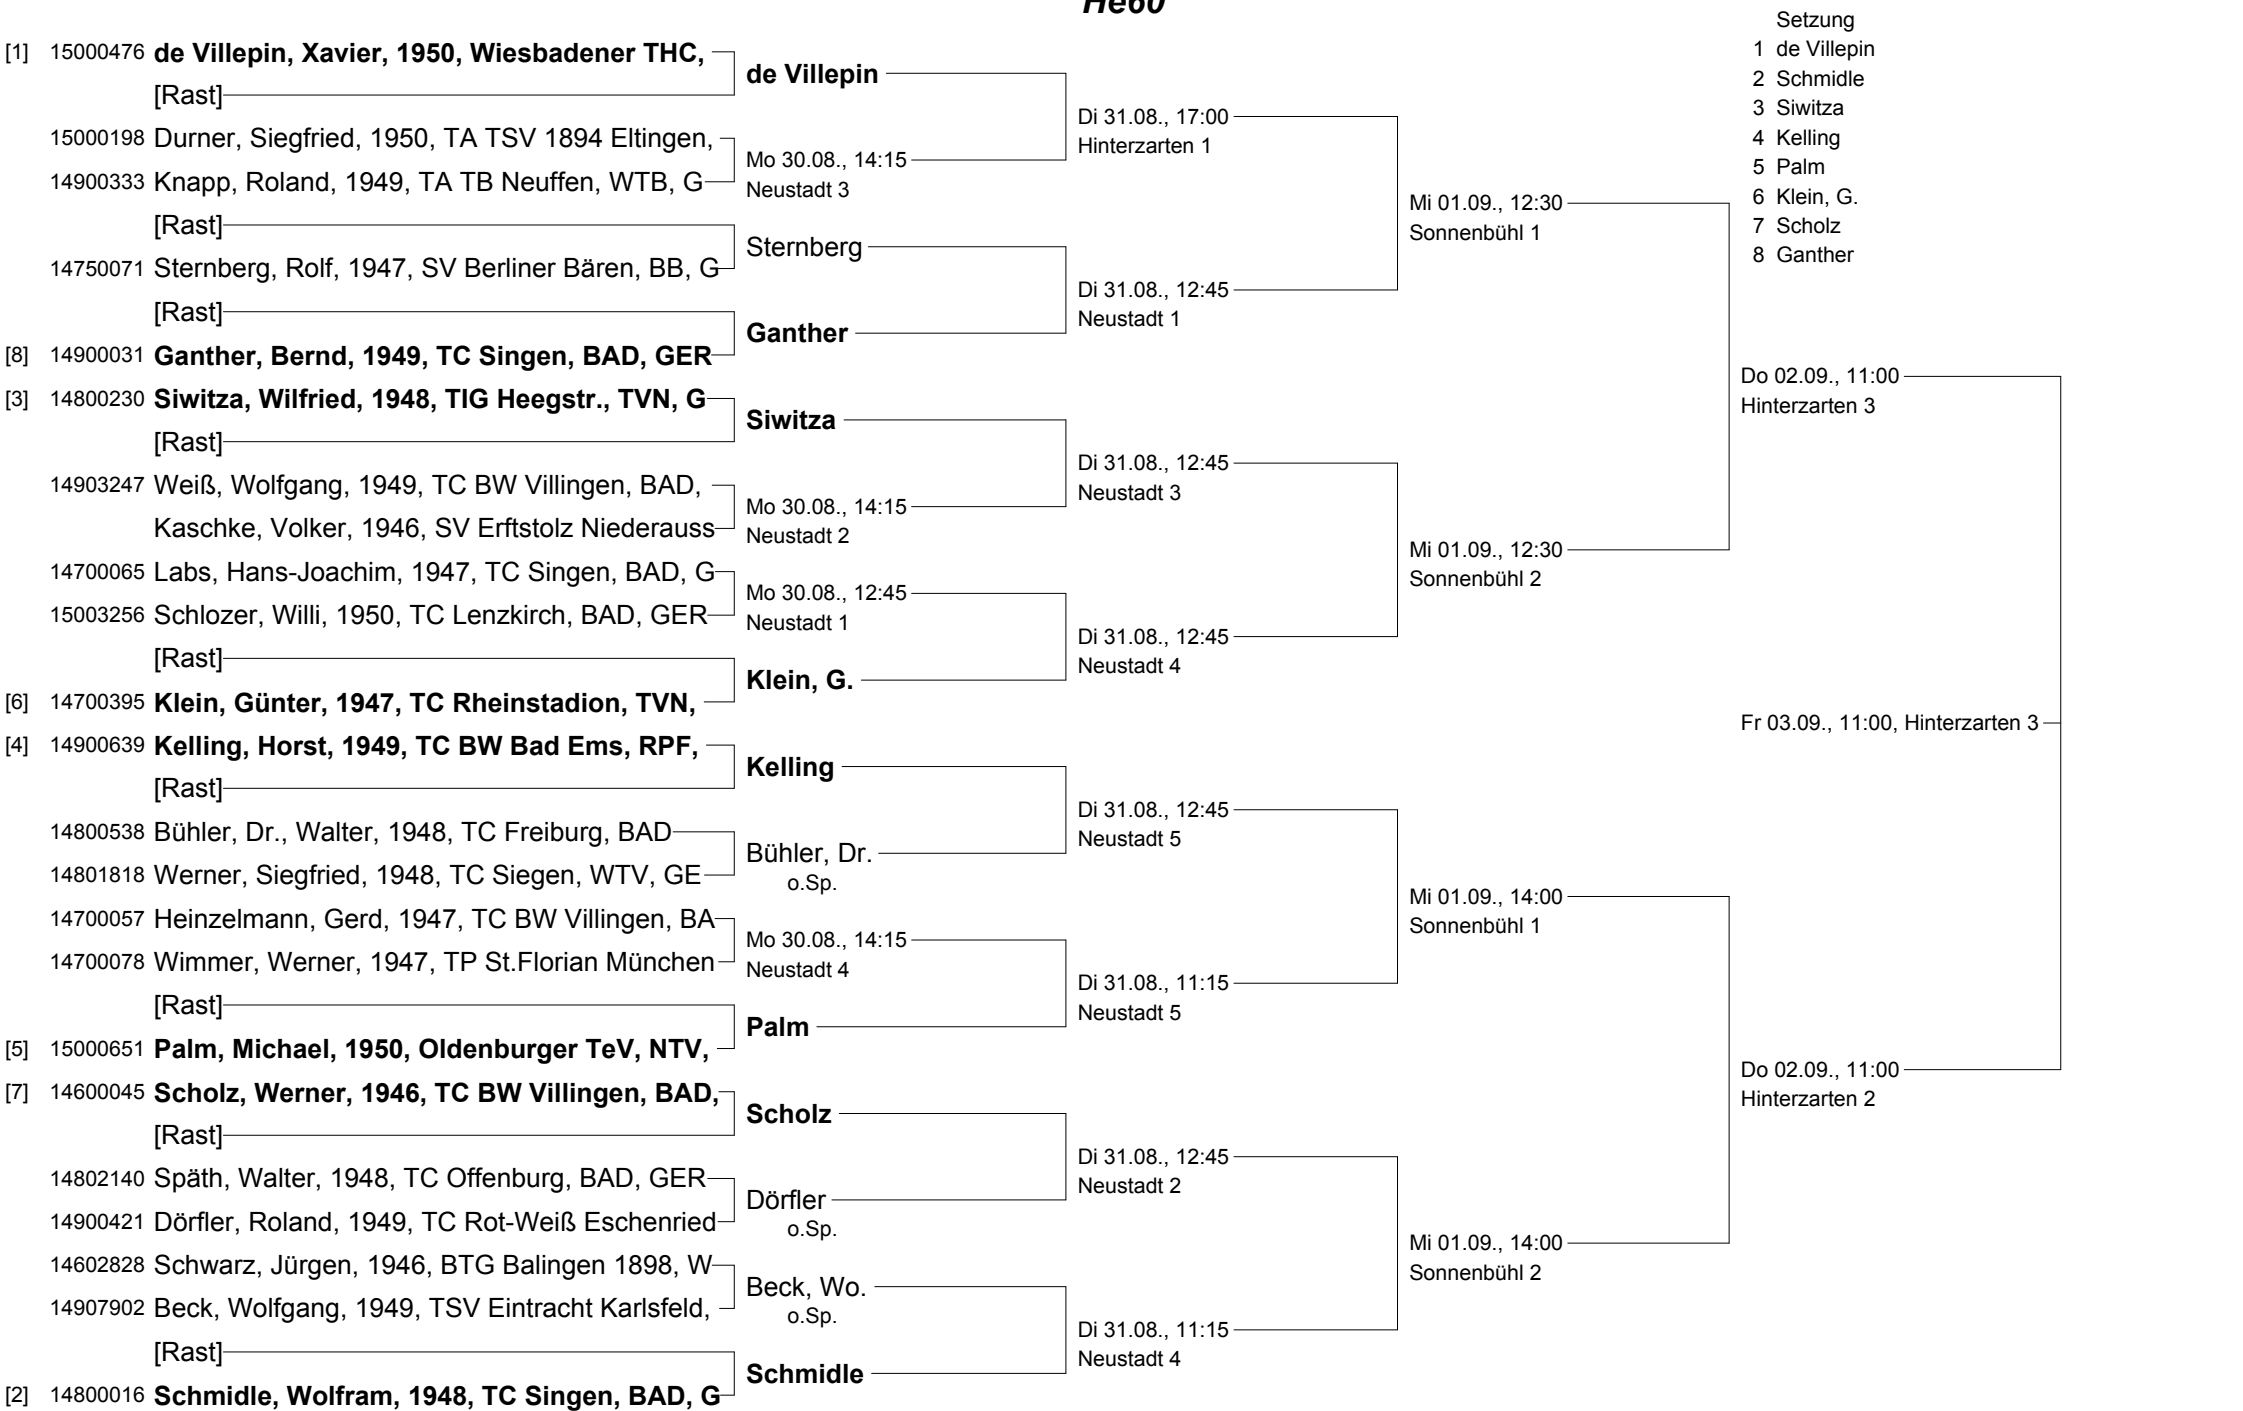 He60
Setzung
1 de Villepin
2 Schmidle
3 Siwitza
4 Kelling
5 Palm
6 Klein, G.
7 Scholz
8 Ganther
[1] 15000476 de Villepin, Xavier, 1950, Wiesbadener THC,
[Rast]
15000198 Durner, Siegfried, 1950, TA TSV 1894 Eltingen,
14900333 Knapp, Roland, 1949, TA TB Neuffen, WTB, G
[Rast]
14750071 Sternberg, Rolf, 1947, SV Berliner Bären, BB, G
[Rast]
[8] 14900031 Ganther, Bernd, 1949, TC Singen, BAD, GER
[3] 14800230 Siwitza, Wilfried, 1948, TIG Heegstr., TVN, G
[Rast]
14903247 Weiß, Wolfgang, 1949, TC BW Villingen, BAD,
Kaschke, Volker, 1946, SV Erftstolz Niederauss
14700065 Labs, Hans-Joachim, 1947, TC Singen, BAD, G
15003256 Schlozer, Willi, 1950, TC Lenzkirch, BAD, GER
[Rast]
[6] 14700395 Klein, Günter, 1947, TC Rheinstadion, TVN,
[4] 14900639 Kelling, Horst, 1949, TC BW Bad Ems, RPF,
[Rast]
14800538 Bühler, Dr., Walter, 1948, TC Freiburg, BAD
14801818 Werner, Siegfried, 1948, TC Siegen, WTV, GE
14700057 Heinzelmann, Gerd, 1947, TC BW Villingen, BA
14700078 Wimmer, Werner, 1947, TP St.Florian München
[Rast]
[5] 15000651 Palm, Michael, 1950, Oldenburger TeV, NTV,
[7] 14600045 Scholz, Werner, 1946, TC BW Villingen, BAD,
[Rast]
14802140 Späth, Walter, 1948, TC Offenburg, BAD, GER
14900421 Dörfler, Roland, 1949, TC Rot-Weiß Eschenried
14602828 Schwarz, Jürgen, 1946, BTG Balingen 1898, W
14907902 Beck, Wolfgang, 1949, TSV Eintracht Karlsfeld,
[Rast]
[2] 14800016 Schmidle, Wolfram, 1948, TC Singen, BAD, G
de Villepin
Mo 30.08., 14:15
Neustadt 3
Sternberg
Ganther
Siwitza
Mo 30.08., 14:15
Neustadt 2
Mo 30.08., 12:45
Neustadt 1
Klein, G.
Kelling
Bühler, Dr.
o.Sp.
Mo 30.08., 14:15
Neustadt 4
Palm
Scholz
Dörfler
o.Sp.
Beck, Wo.
o.Sp.
Schmidle
Di 31.08., 17:00
Hinterzarten 1
Di 31.08., 12:45
Neustadt 1
Di 31.08., 12:45
Neustadt 3
Di 31.08., 12:45
Neustadt 4
Di 31.08., 12:45
Neustadt 5
Di 31.08., 11:15
Neustadt 5
Di 31.08., 12:45
Neustadt 2
Di 31.08., 11:15
Neustadt 4
Mi 01.09., 12:30
Sonnenbühl 1
Mi 01.09., 12:30
Sonnenbühl 2
Mi 01.09., 14:00
Sonnenbühl 1
Mi 01.09., 14:00
Sonnenbühl 2
Do 02.09., 11:00
Hinterzarten 3
Fr 03.09., 11:00, Hinterzarten 3
Do 02.09., 11:00
Hinterzarten 2